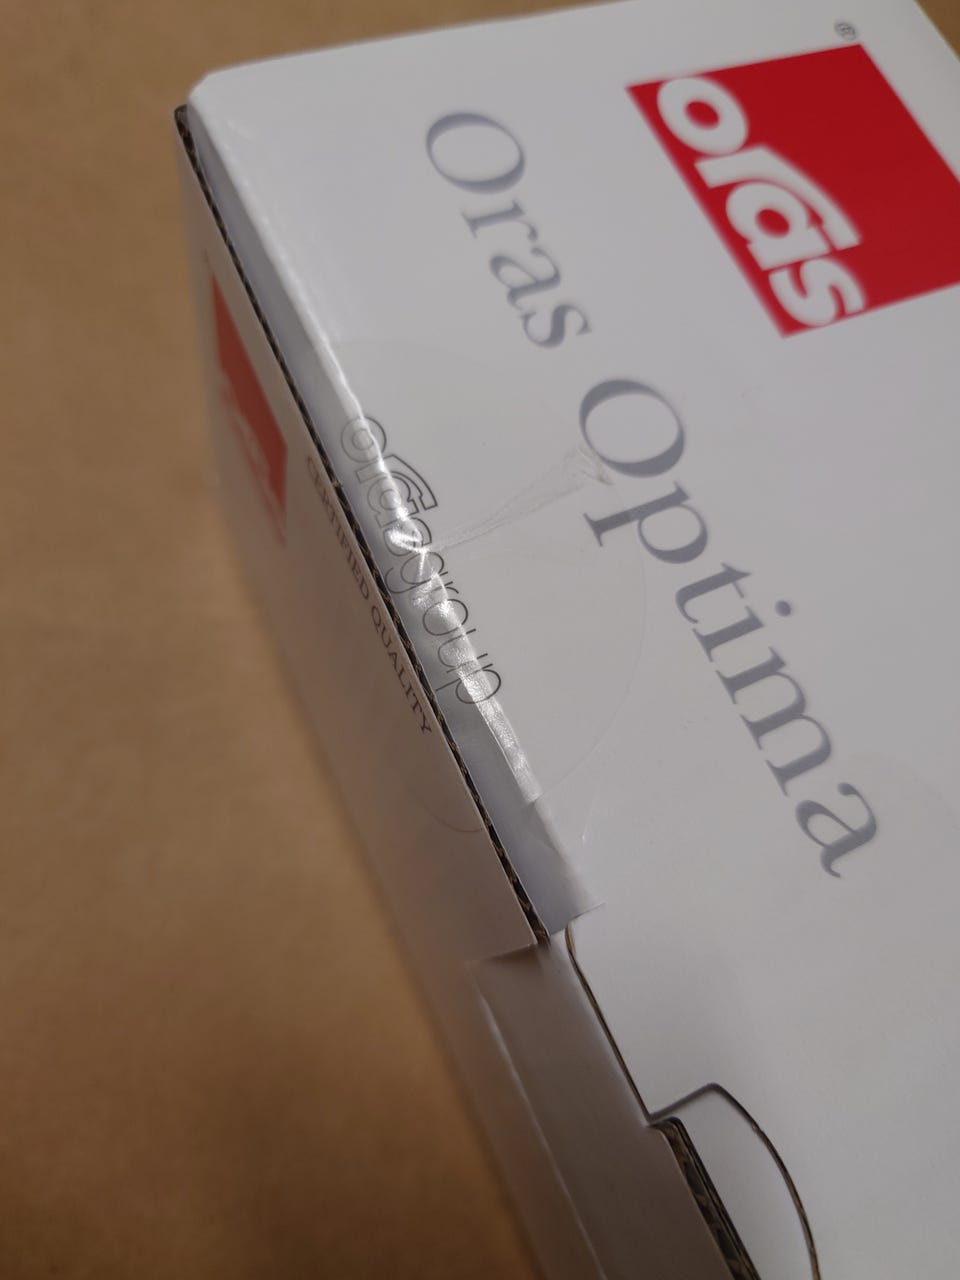 oras®
Oras Optima
orasgroup
CERTIFIED QUALITY